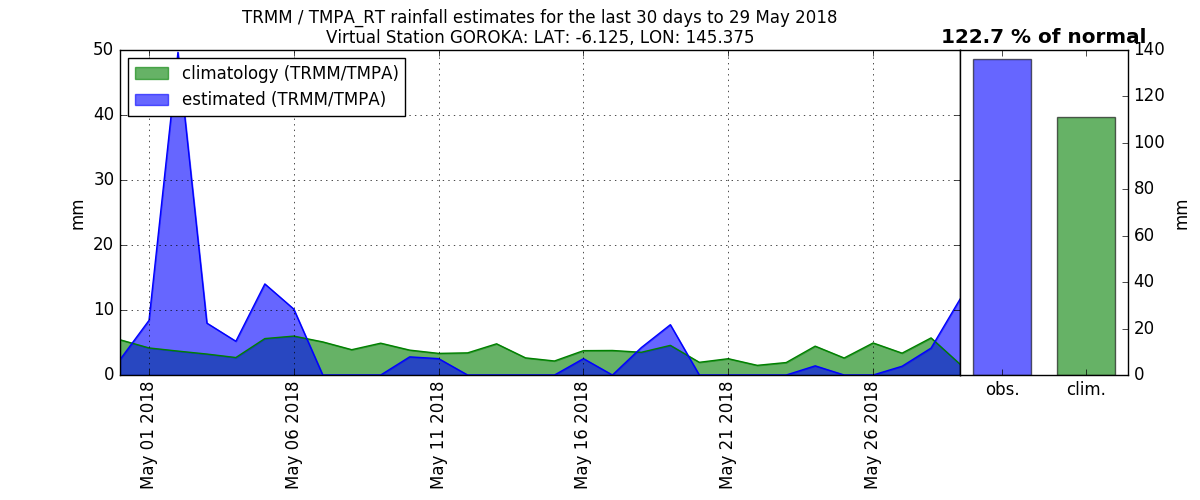 TRMM / TMPA_RT rainfall estimates for the last 30 days to 29 May 2018
Virtual Station GOROKA: LAT: -6.125, LON: 145.375
122.7 % of normal
climatology (TRMM/TMPA)
estimated (TRMM/TMPA)
50
40
30
20
10
0
mm
May 01 2018
May 06 2018
May 11 2018
May 16 2018
May 21 2018
May 26 2018
obs.
clim.
140
120
100
80
60
40
20
0
mm